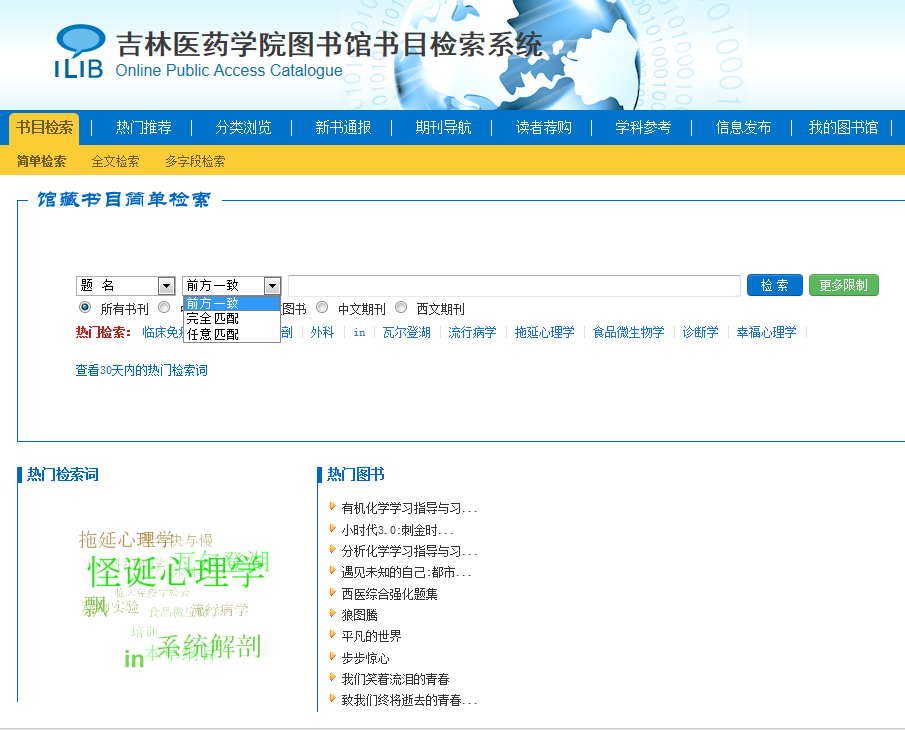 吉林医药学院图书馆书目检索系统
iLiB Online Public Access Catalogue
书目检索 热门推荐 分类浏览 新书通报 期刊导航 读者荐购 学科参考 信息发布 我的图书馆
简单检索 全文检索 多字段检索
馆藏书目简单检索
题 名 前方一致 检 索 更多限制
前方一致
完全匹配
任意匹配
所有书刊 图书 中文期刊 西文期刊
热门检索: 临床免 剖 外科 in 瓦尔登湖 流行病学 拖延心理学 食品微生物学 诊断学 幸福心理学
查看30天内的热门检索词
热门检索词
热门图书
拖延心理学
快与慢
瓦尔登湖
怪诞心理学
飘
实验
流行病学
培训
系统解剖
in
有机化学学习指导与习...
小时代3.0:刺金时...
分析化学学习指导与习...
遇见未知的自己:都市...
西医综合强化题集
狼图腾
平凡的世界
步步惊心
我们笑着流泪的青春
致我们终将逝去的青春...